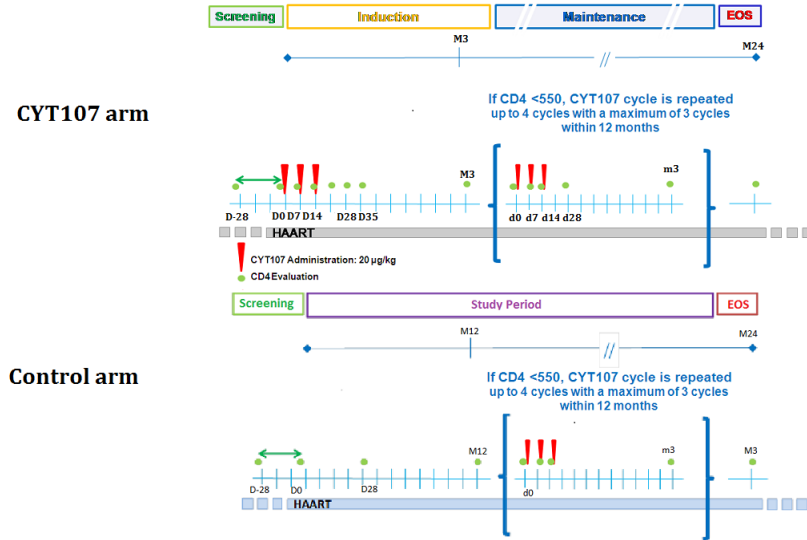 Screening Induction Maintenance EOS
M3 M24
CYT107 arm
If CD4 <550, CYT107 cycle is repeated
up to 4 cycles with a maximum of 3 cycles
within 12 months
M3 m3
D-28 D0 D7 D14 D28 D35 d0 d7 d14 d28
HAART
CYT107 Administration: 20 µg/kg
CD4 Evaluation
Screening Study Period EOS
M12 M24
Control arm
If CD4 <550, CYT107 cycle is repeated
up to 4 cycles with a maximum of 3 cycles
within 12 months
M12 m3 M3
D-28 D0 D28 d0
HAART